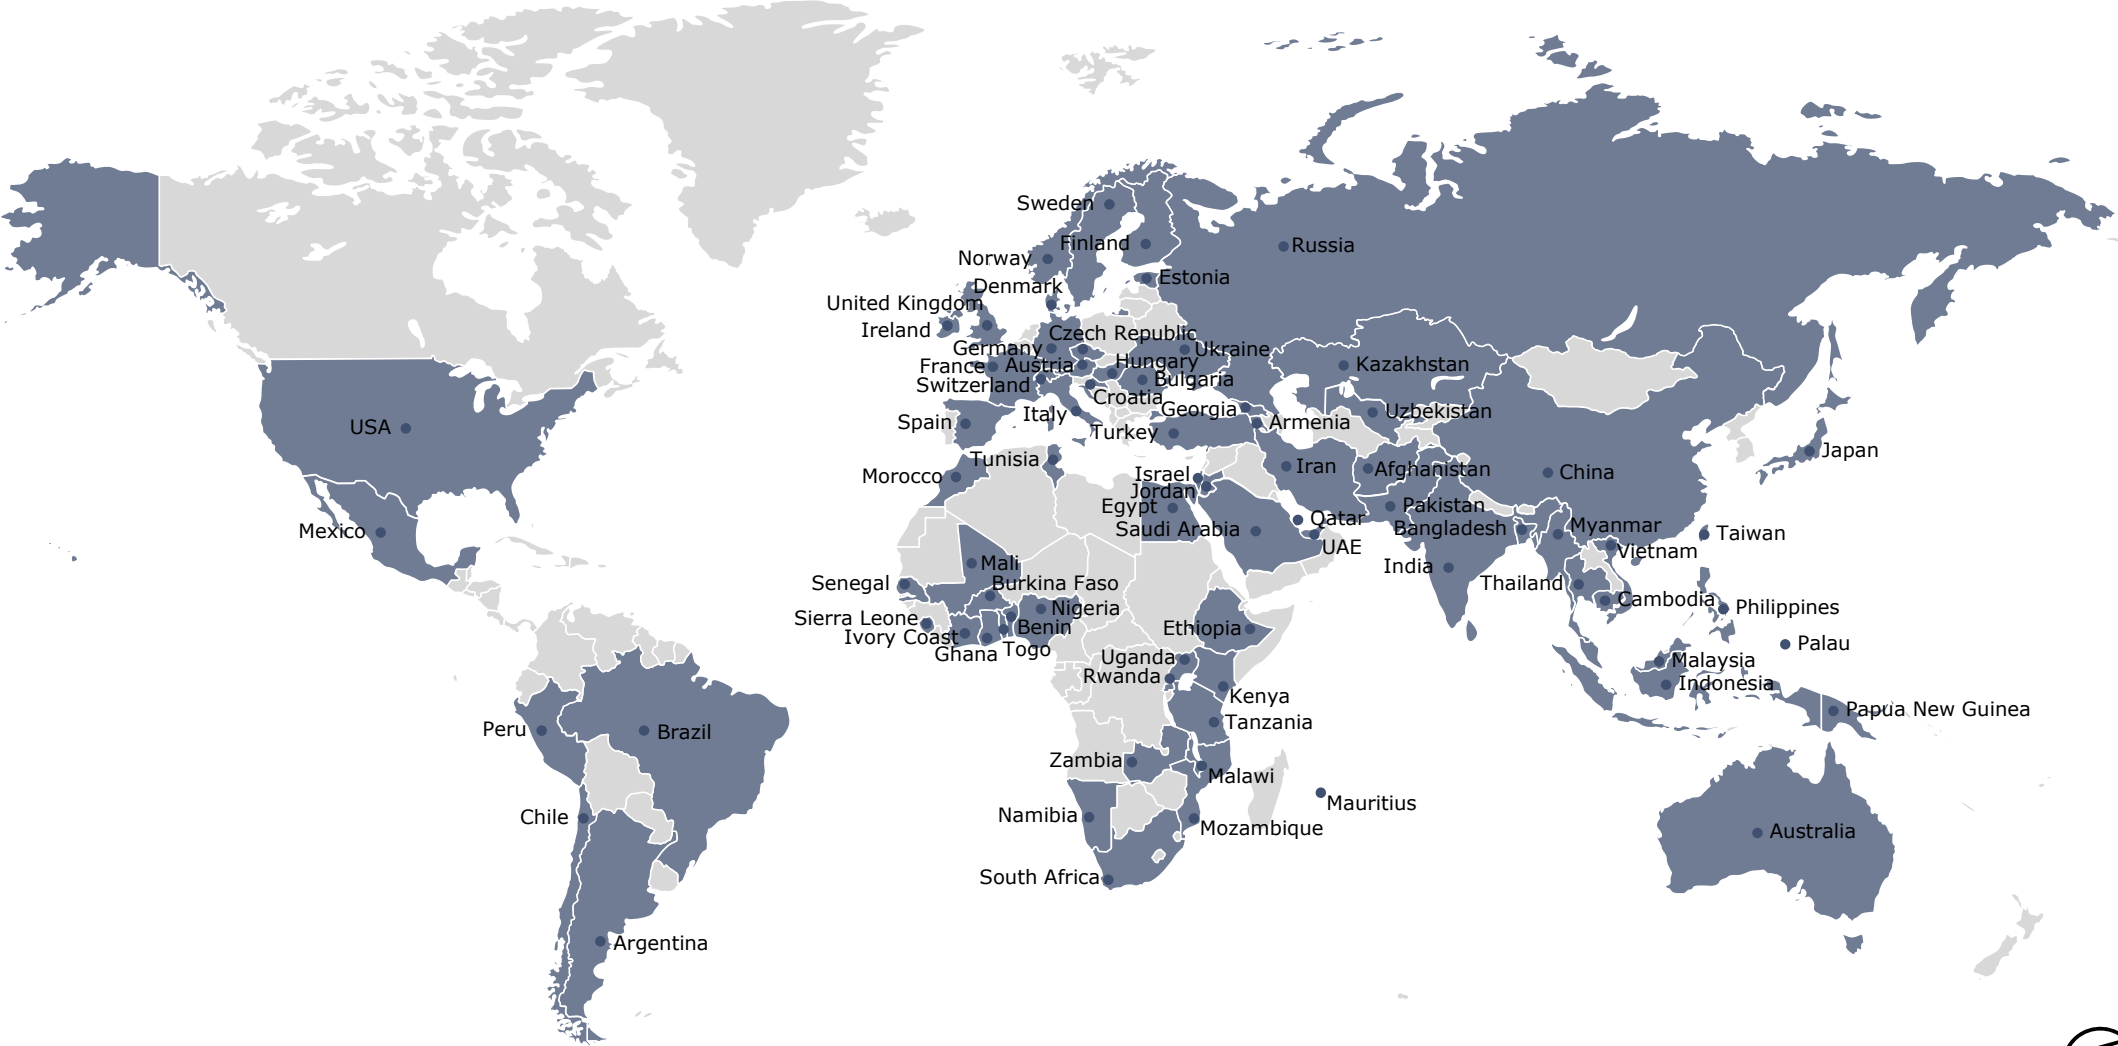 Sweden
Finland
Russia
Norway
Estonia
Denmark
United Kingdom
Ireland
Czech Republic
Germany
Ukraine
France
Austria
Hungary
Kazakhstan
Switzerland
Bulgaria
Croatia
Italy
Georgia
Uzbekistan
Spain
Armenia
USA
Turkey
Japan
Tunisia
Iran
Afghanistan
China
Morocco
Israel
Jordan
Egypt
Pakistan
Qatar
Saudi Arabia
Bangladesh
Myanmar
Mexico
Taiwan
UAE
Vietnam
Mali
India
Senegal
Burkina Faso
Thailand
Cambodia
Nigeria
Philippines
Sierra Leone
Benin
Ethiopia
Ivory Coast
Ghana
Togo
Palau
Uganda
Malaysia
Rwanda
Indonesia
Kenya
Papua New Guinea
Tanzania
Peru
Brazil
Zambia
Malawi
Mauritius
Chile
Namibia
Mozambique
Australia
South Africa
Argentina